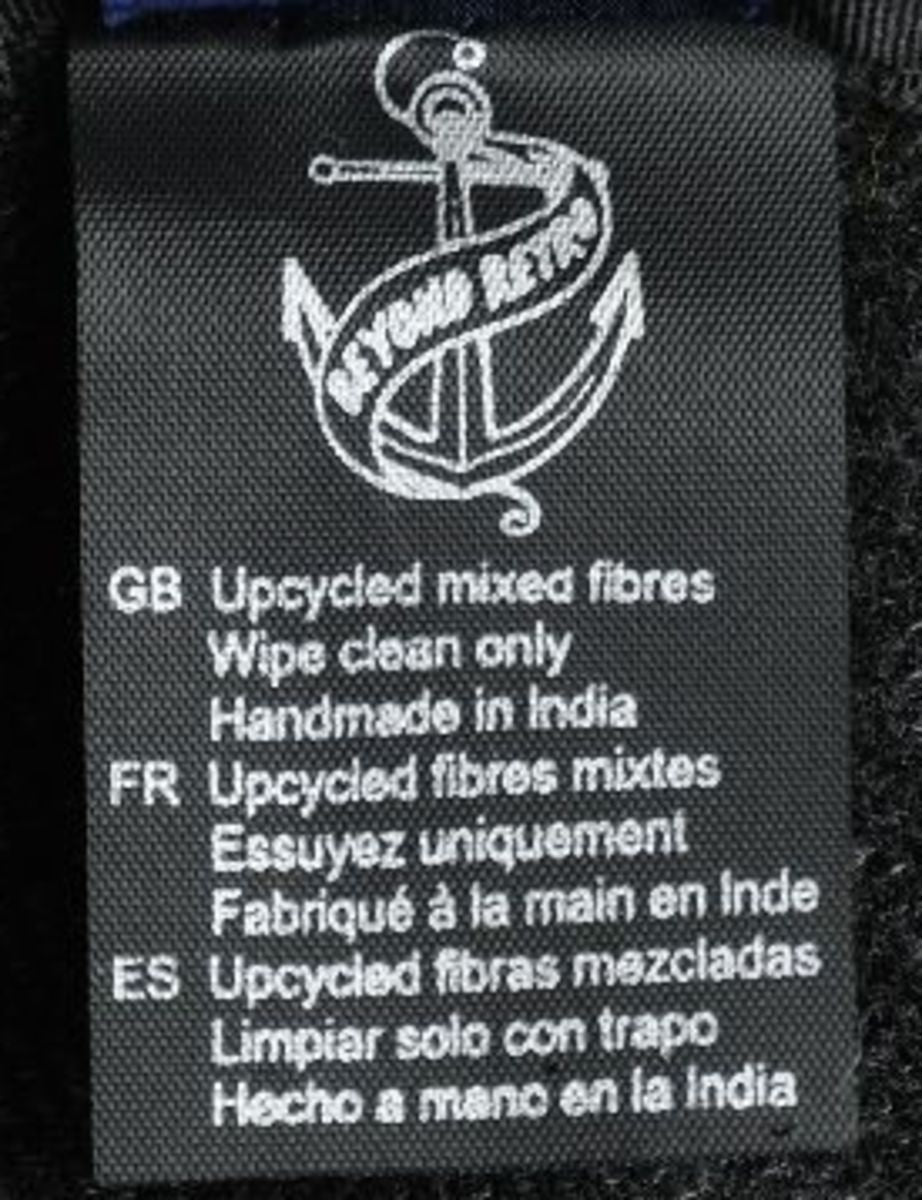 BEYOND RETRO
GB Upcycled mixed fibres
Wipe clean only
Handmade in India
FR Upcycled fibres mixtes
Essuyez uniquement
Fabriqué à la main en Inde
ES Upcycled fibras mezcladas
Limpiar solo con trapo
Hecho a mano en la India